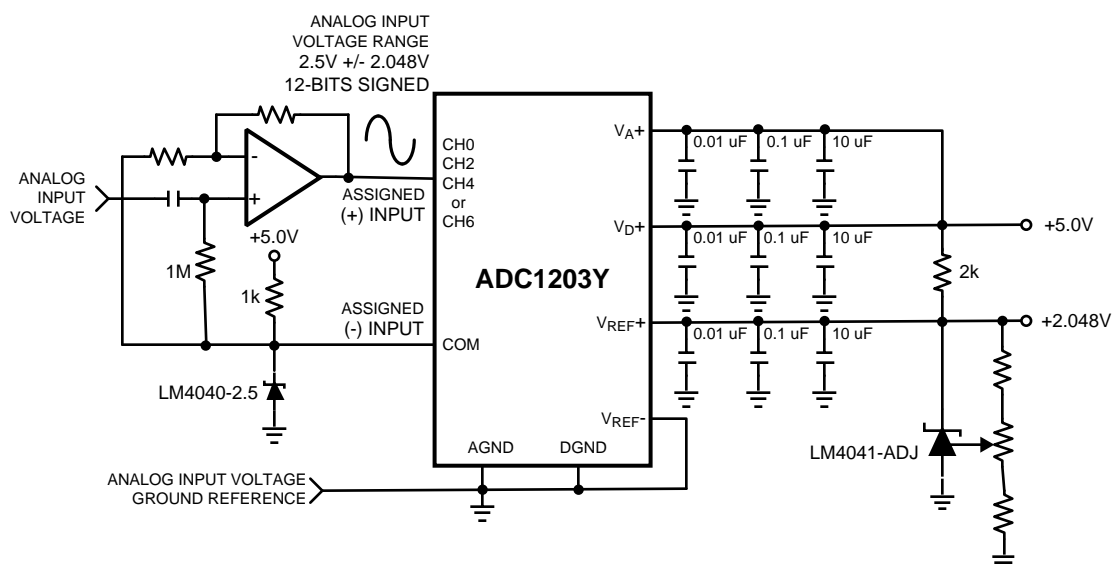 ANALOG INPUT
VOLTAGE RANGE
2.5V +/- 2.048V
12-BITS SIGNED
ANALOG
INPUT
VOLTAGE
-
+
ASSIGNED
(+) INPUT
+5.0V
1M
1k
ASSIGNED
(-) INPUT
LM4040-2.5
CH0
CH2
CH4
or
CH6
COM
ADC1203Y
VA+
VD+
VREF+
VREF-
AGND
DGND
0.01 uF
0.1 uF
10 uF
0.01 uF
0.1 uF
10 uF
0.01 uF
0.1 uF
10 uF
+5.0V
2k
+2.048V
LM4041-ADJ
ANALOG INPUT VOLTAGE
GROUND REFERENCE